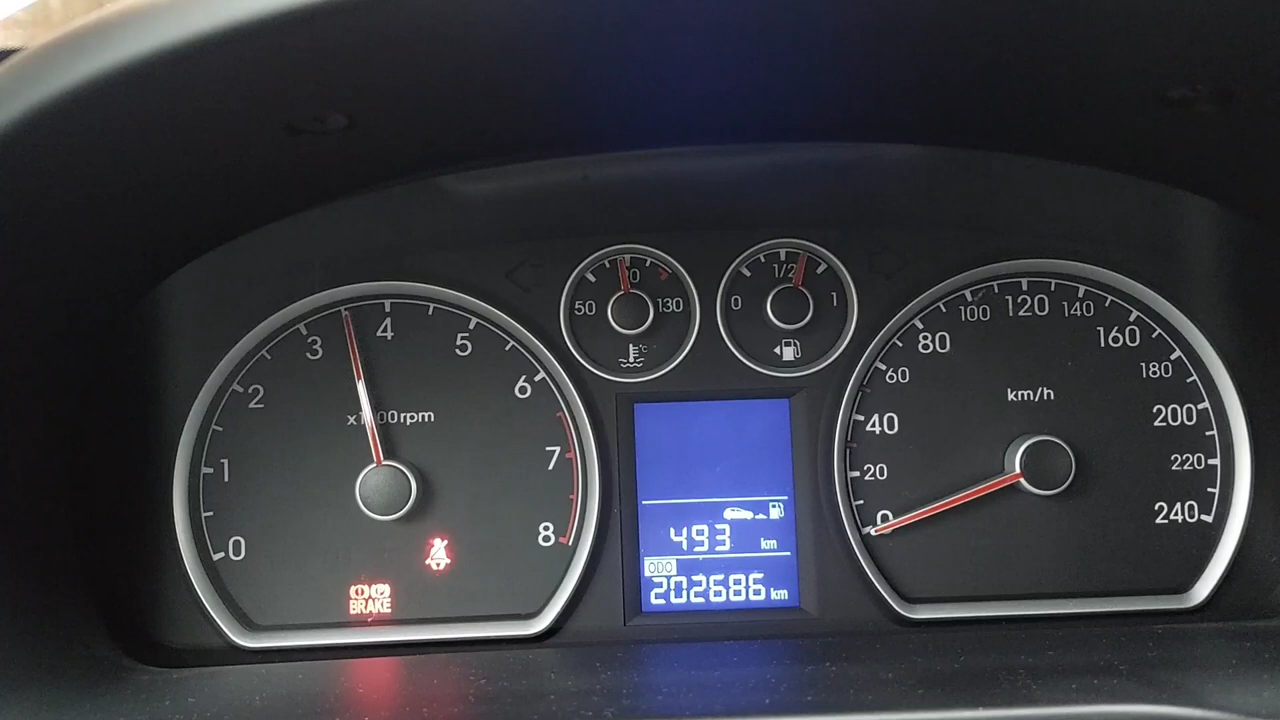 50 0 130
0 1/2 1
0 1 2 3 4 5 6 7 8
rpm
BRAKE
493 km
ODO
202686 km
0 20 40 60 80 100 120 140 160 180 200 220 240
km/h